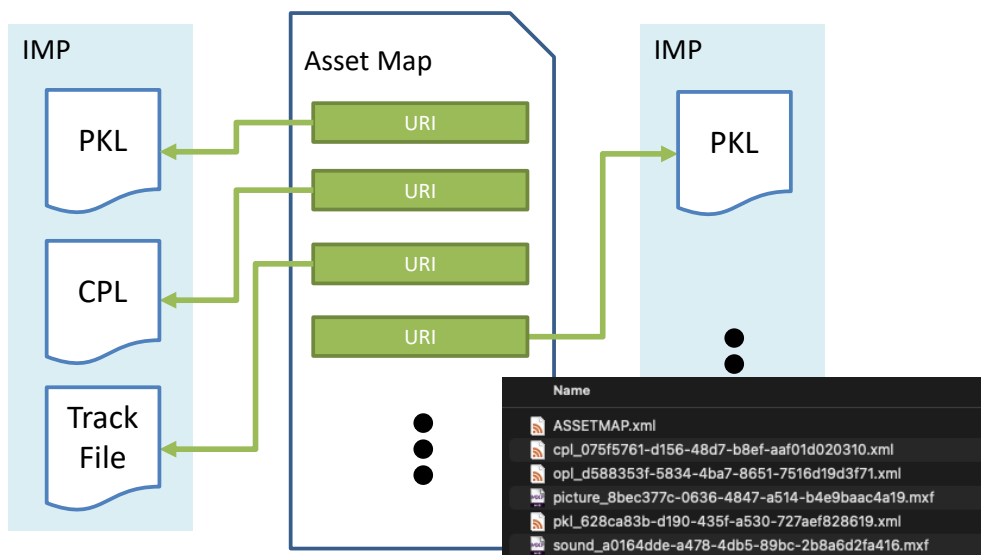 IMP
PKL
CPL
Track
File
Asset Map
URI
URI
URI
URI
IMP
PKL
Name
ASSETMAP.xml
cpl_075f5761-d156-48d7-b8ef-aaf01d020310.xml
opl_d588353f-5834-4ba7-8651-7516d19d3f71.xml
picture_8bec377c-0636-4847-a514-b4e9baac4a19.mxf
pkl_628ca83b-d190-435f-a530-727aef828619.xml
sound_a0164dde-a478-4db5-89bc-2b8a6d2fa416.mxf